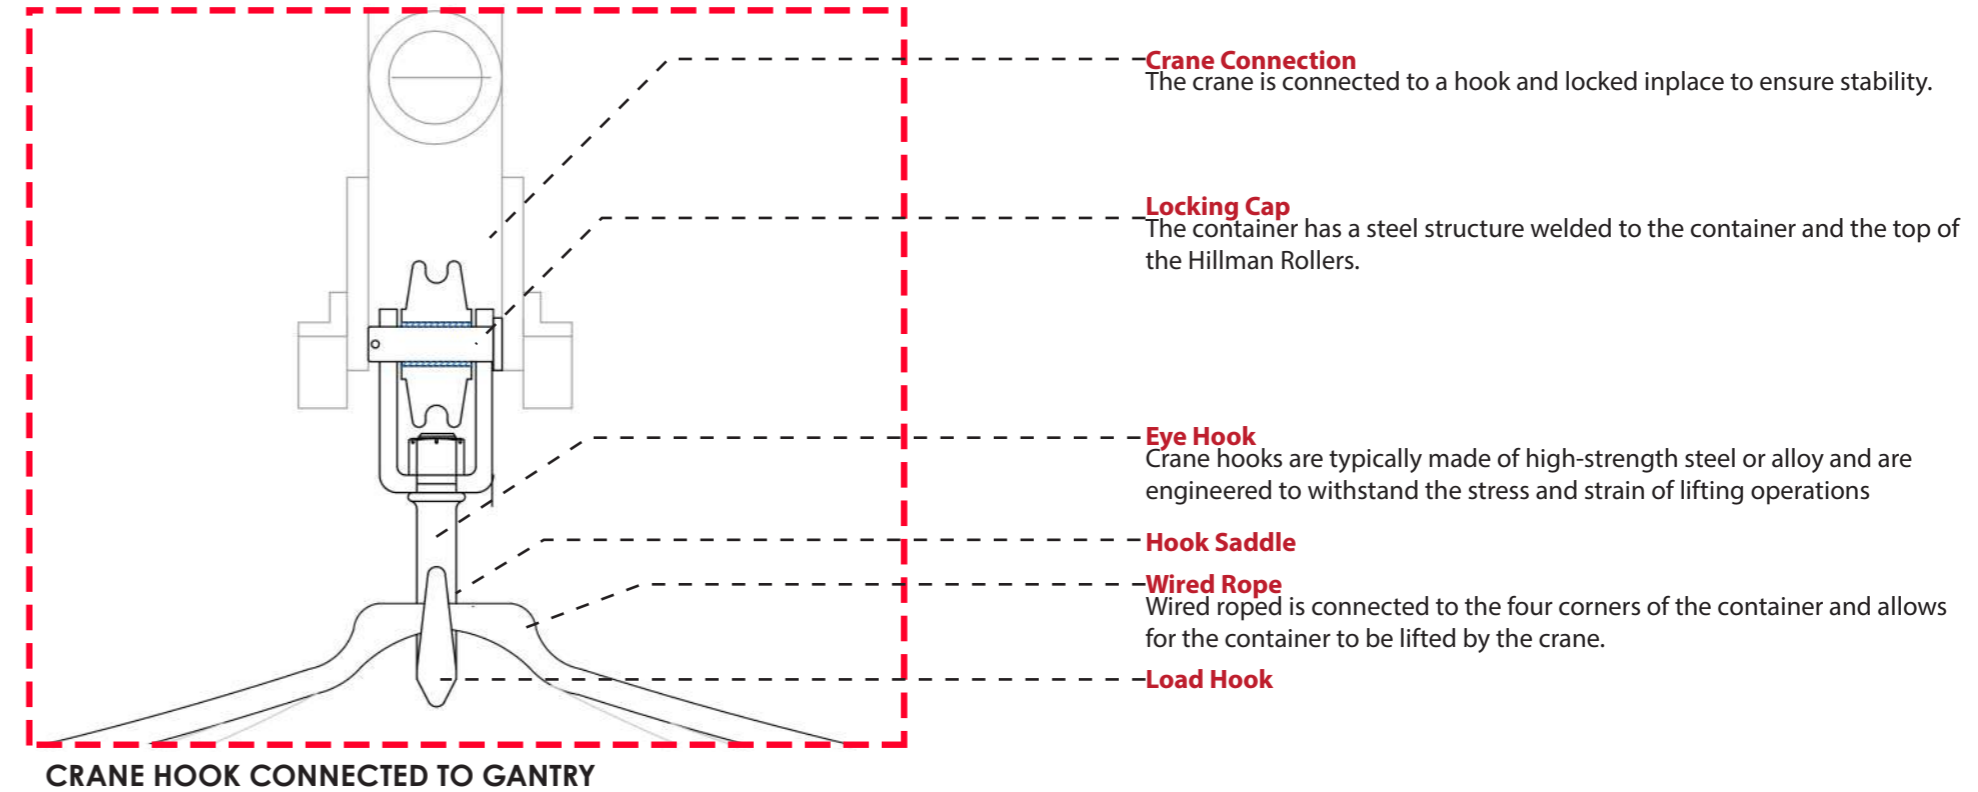 Crane Connection
The crane is connected to a hook and locked inplace to ensure stability.
Locking Cap
The container has a steel structure welded to the container and the top of
the Hillman Rollers.
Eye Hook
Crane hooks are typically made of high-strength steel or alloy and are
engineered to withstand the stress and strain of lifting operations
Hook Saddle
Wired Rope
Wired roped is connected to the four corners of the container and allows
for the container to be lifted by the crane.
Load Hook
CRANE HOOK CONNECTED TO GANTRY